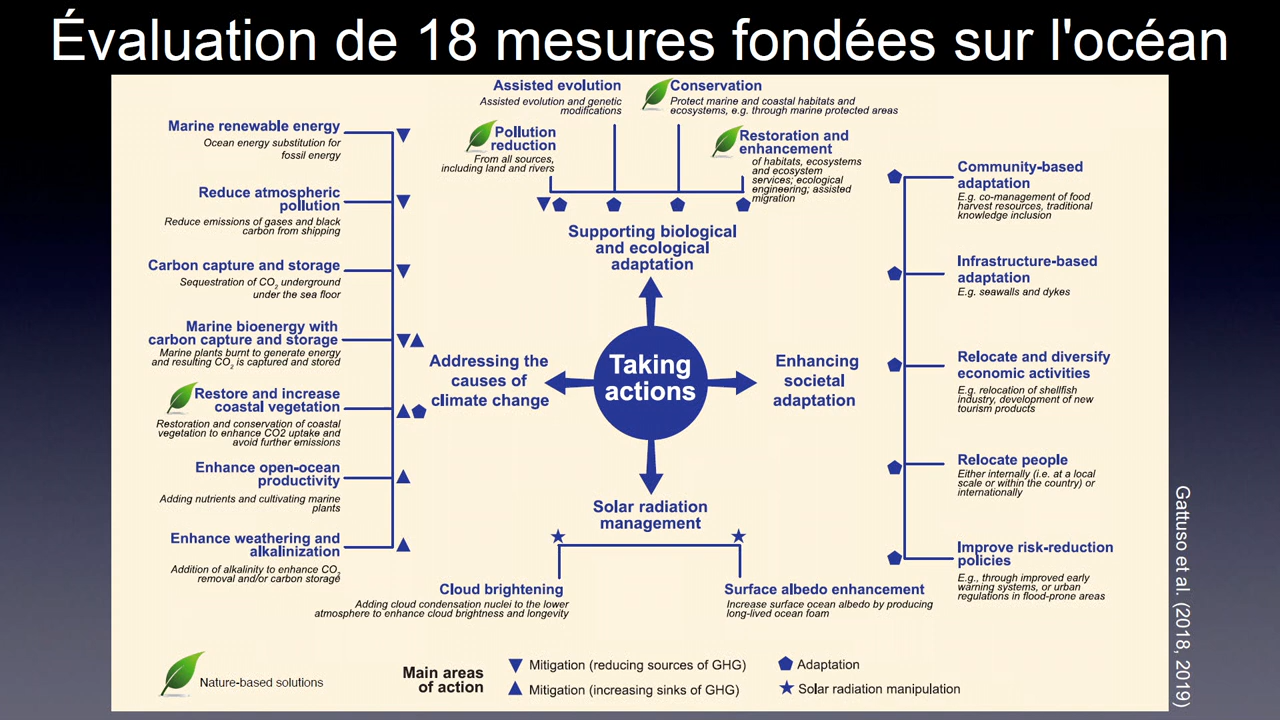 Évaluation de 18 mesures fondées sur l'océan
Assisted evolution
Assisted evolution and genetic
modifications
Conservation
Protect marine and coastal habitats and
ecosystems, e.g. through marine protected areas
Pollution
reduction
From all sources,
including land and rivers
Restoration and
enhancement
of habitats, ecosystems
and ecosystem
services; ecological
engineering; assisted
migration
Supporting biological
and ecological
adaptation
Marine renewable energy
Ocean energy substitution for
fossil energy
Reduce atmospheric
pollution
Reduce emissions of gases and black
carbon from shipping
Carbon capture and storage
Sequestration of CO2 underground
under the sea floor
Marine bioenergy with
carbon capture and storage
Marine plants burnt to generate energy
and resulting CO2 is captured and stored
Restore and increase
coastal vegetation
Restoration and conservation of coastal
vegetation to enhance CO2 uptake and
avoid further emissions
Enhance open-ocean
productivity
Adding nutrients and cultivating marine
plants
Enhance weathering and
alkalinization
Addition of alkalinity to enhance CO2
removal and/or carbon storage
Addressing the
causes of
climate change
Taking
actions
Enhancing
societal
adaptation
Community-based
adaptation
E.g. co-management of food
harvest resources, traditional
knowledge inclusion
Infrastructure-based
adaptation
E.g. seawalls and dykes
Relocate and diversify
economic activities
E.g. relocation of shellfish
industry, development of new
tourism products
Relocate people
Either internally (i.e. at a local
scale or within the country) or
internationally
Improve risk-reduction
policies
E.g., through improved early
warning systems, or urban
regulations in flood-prone areas
Solar radiation
management
Cloud brightening
Adding cloud condensation nuclei to the lower
atmosphere to enhance cloud brightness and longevity
Surface albedo enhancement
Increase surface ocean albedo by producing
long-lived ocean foam
Nature-based solutions
Main areas
of action
Mitigation (reducing sources of GHG)
Mitigation (increasing sinks of GHG)
Adaptation
Solar radiation manipulation
Gattuso et al. (2018, 2019)